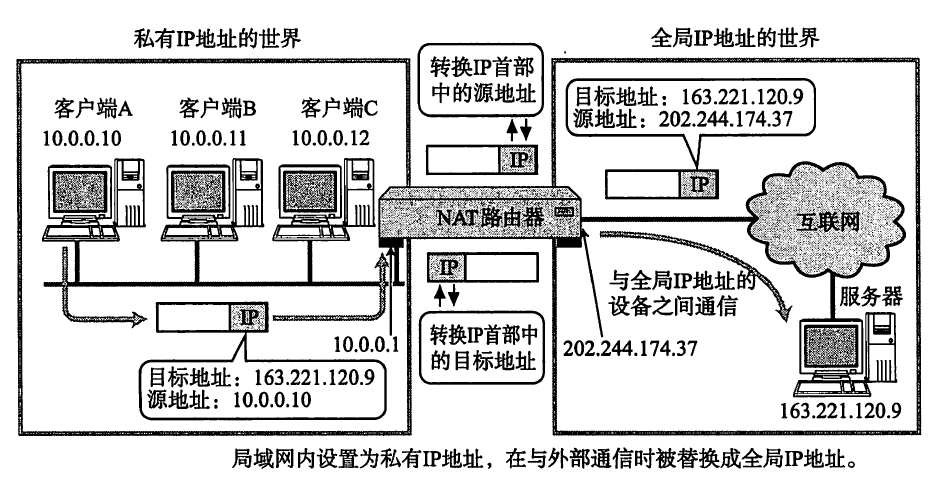 私有IP地址的世界
全局IP地址的世界
转换IP首部
中的源地址
目标地址：163.221.120.9
源地址：202.244.174.37
客户端A
10.0.0.10
客户端B
10.0.0.11
客户端C
10.0.0.12
IP
IP
NAT路由器
互联网
IP
与全局IP地址的
设备之间通信
服务器
IP
10.0.0.1
转换IP首部中
的目标地址
202.244.174.37
目标地址：163.221.120.9
源地址：10.0.0.10
163.221.120.9
局域网内设置为私有IP地址，在与外部通信时被替换成全局IP地址。